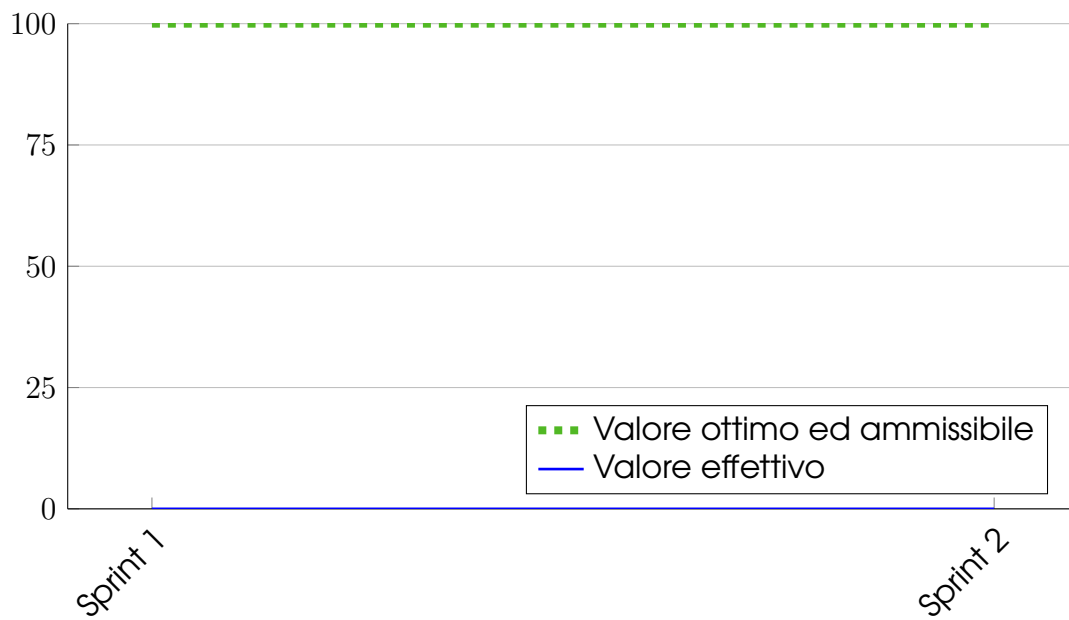 100
75
50
25
0
Valore ottimo ed ammissibile
Valore effettivo
Sprint 1
Sprint 2